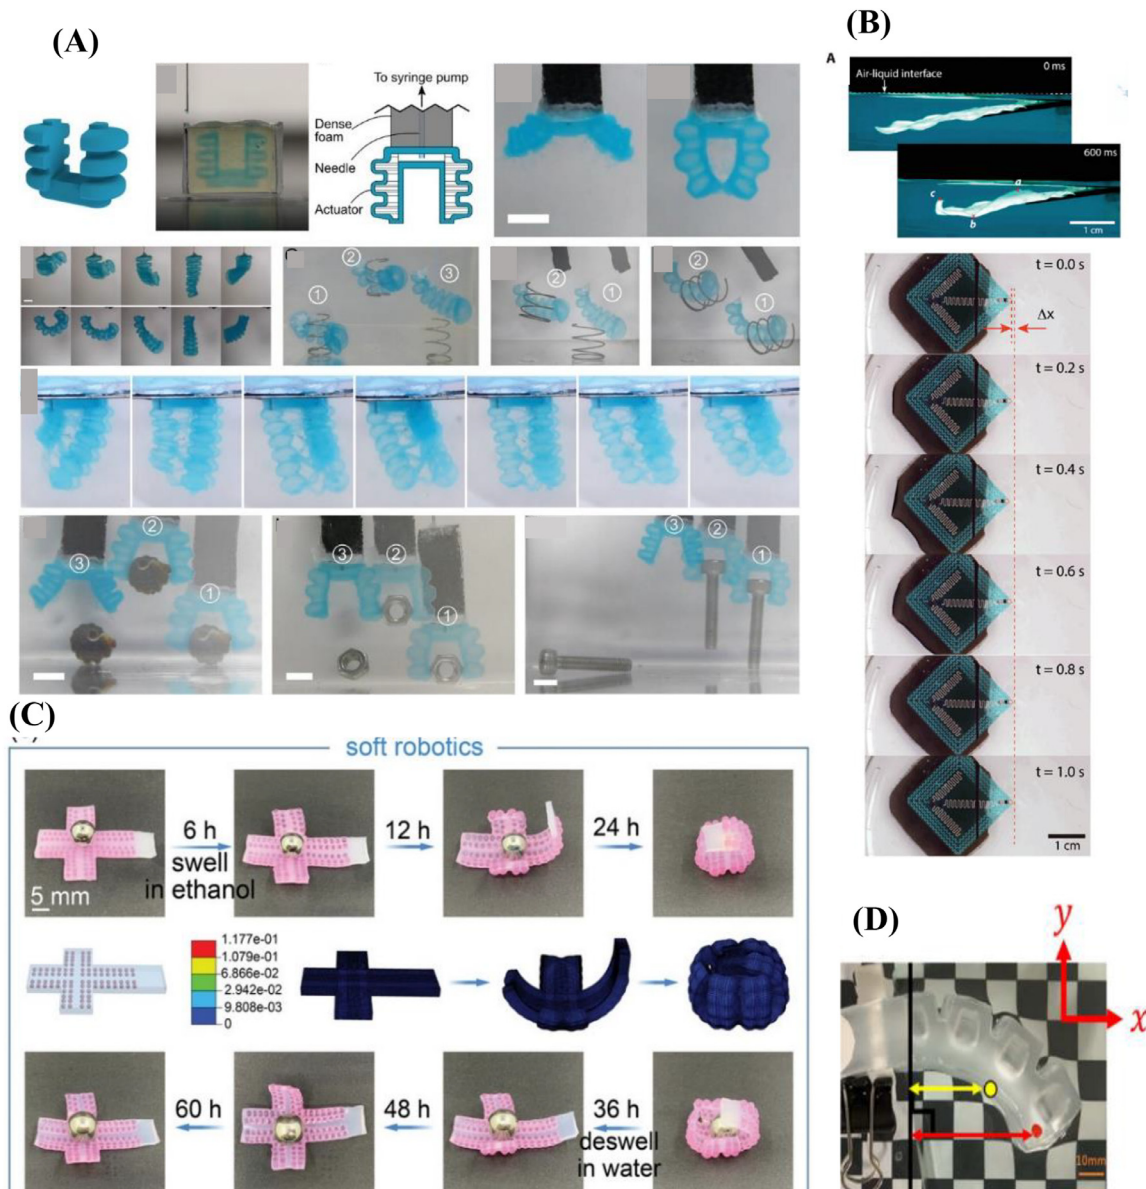 (A)
To syringe pump
Dense
foam
Needle
Actuator
②
③
①
②
①
②
①
②
③
①
③
②
①
③
②
①
(B)
A
Air-liquid interface
0 ms
600 ms
a
c
b
1 cm
t = 0.0 s
Δx
t = 0.2 s
t = 0.4 s
t = 0.6 s
t = 0.8 s
t = 1.0 s
1 cm
(C)
soft robotics
6 h
swell
in ethanol
12 h
24 h
5 mm
1.177e-01
1.079e-01
6.866e-02
2.942e-02
9.808e-03
0
60 h
48 h
36 h
deswell
in water
(D)
y
x
10mm